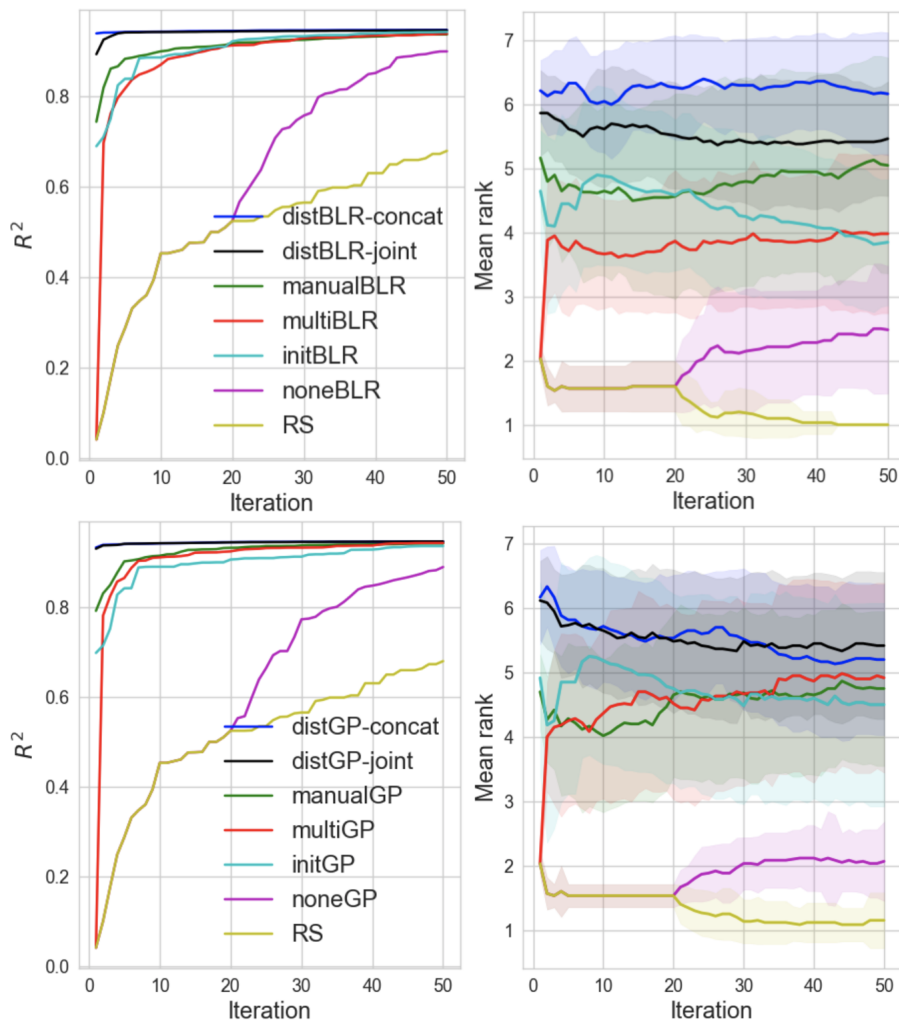 0.8
0.6
0.4
0.2
0.0
R²
0 10 20 30 40 50
Iteration
distBLR-concat
distBLR-joint
manualBLR
multiBLR
initBLR
noneBLR
RS
7
6
5
4
3
2
1
Mean rank
0 10 20 30 40 50
Iteration
0.8
0.6
0.4
0.2
0.0
R²
0 10 20 30 40 50
Iteration
distGP-concat
distGP-joint
manualGP
multiGP
initGP
noneGP
RS
7
6
5
4
3
2
1
Mean rank
0 10 20 30 40 50
Iteration